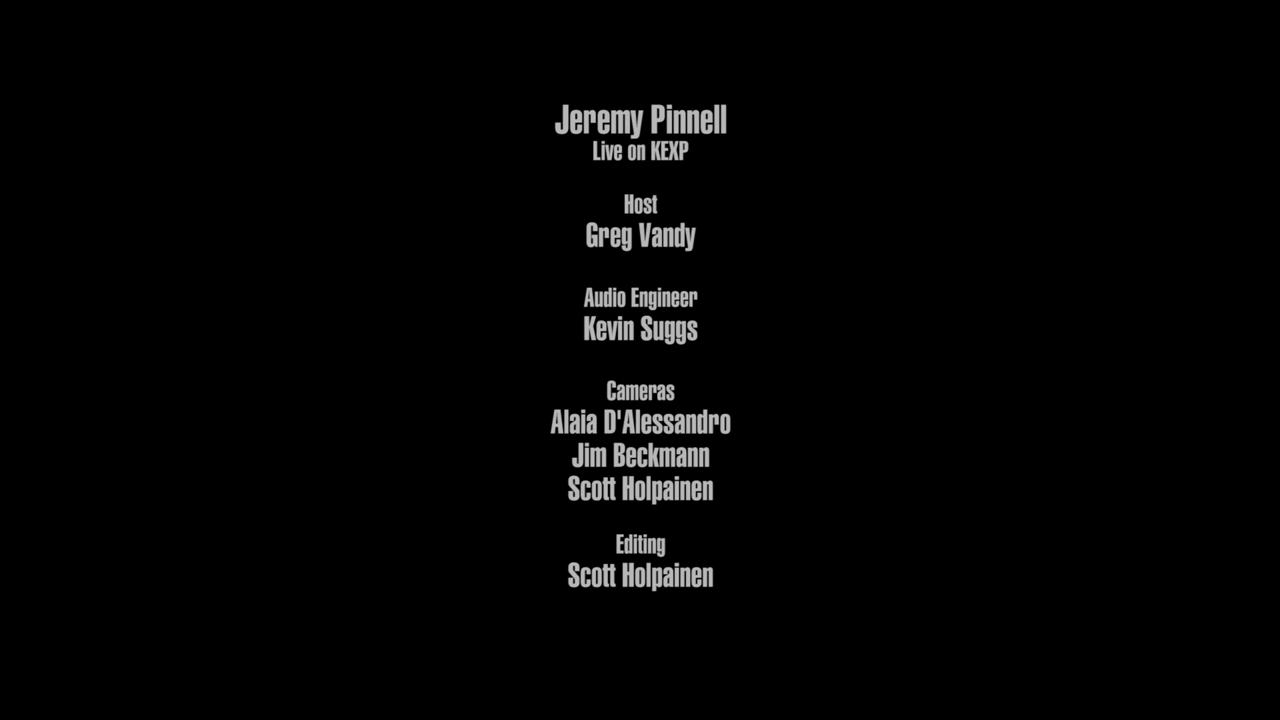 Jeremy Pinnell
Live on KEXP
Host
Greg Vandy
Audio Engineer
Kevin Suggs
Cameras
Alaia D'Alessandro
Jim Beckmann
Scott Holpainen
Editing
Scott Holpainen